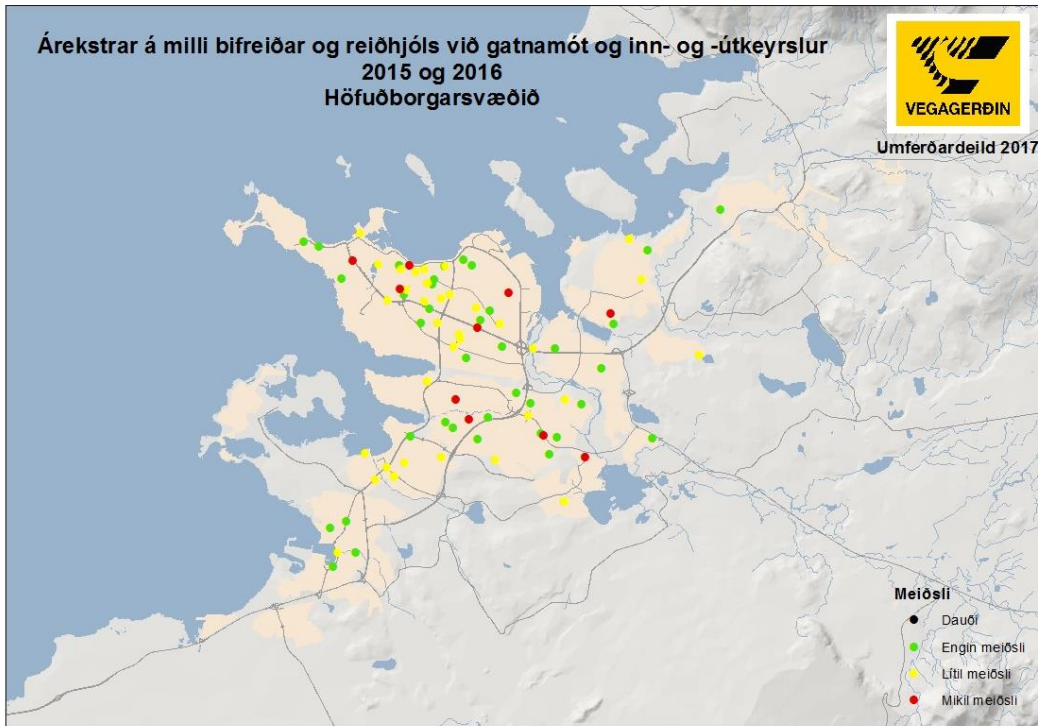 Árekstrar á milli bifreiðar og reiðhjóls við gatnamót og inn- og -útkeyrslur
2015 og 2016
Höfuðborgarsvæðið
VEGAGERÐIN
Umferðardeild 2017
Meiðsli
Dauði
Engin meiðsli
Lítil meiðsli
Mikil meiðsli